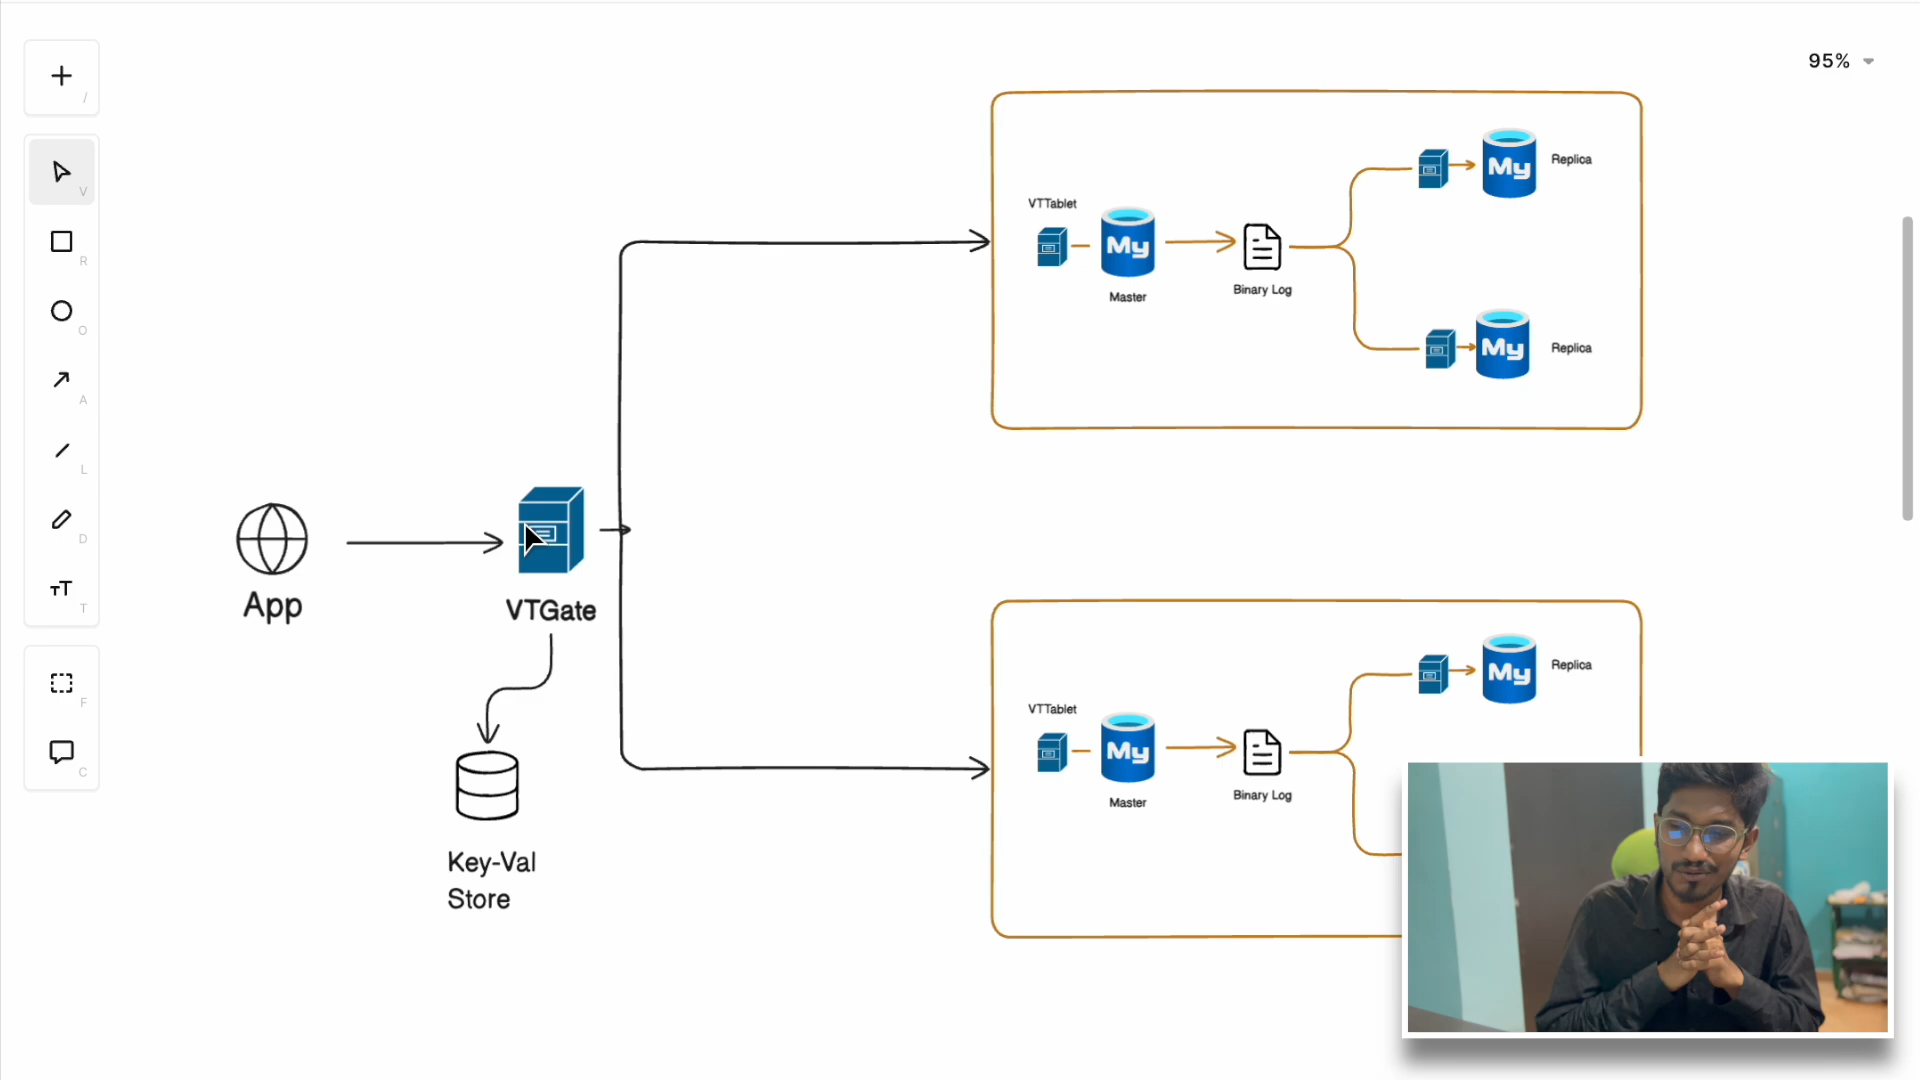 95%
/
V
R
O
A
L
D
T
F
C
App
VTGate
Key-Val
Store
VTTablet
My
Master
Binary Log
My
Replica
My
Replica
VTTablet
My
Master
Binary Log
My
Replica